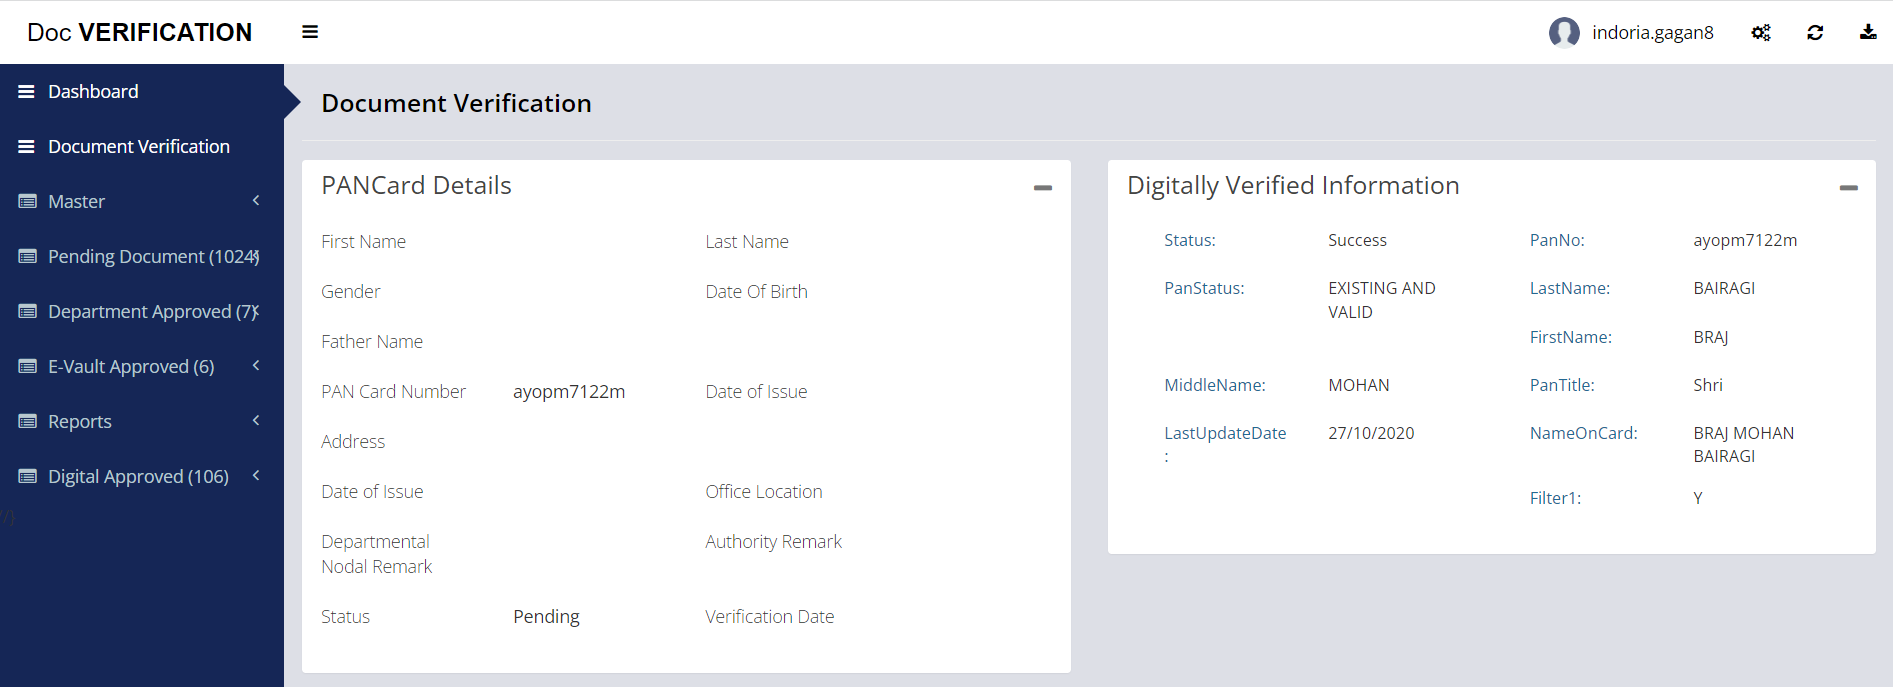 Doc VERIFICATION
indoria.gagan8
Dashboard
Document Verification
Master
Pending Document (1024)
Department Approved (7)
E-Vault Approved (6)
Reports
Digital Approved (106)
//}
Document Verification
PANCard Details
First Name
Last Name
Gender
Date Of Birth
Father Name
PAN Card Number ayopm7122m Date of Issue
Address
Date of Issue
Office Location
Departmental
Nodal Remark
Authority Remark
Status Pending Verification Date
Digitally Verified Information
Status: Success PanNo: ayopm7122m
PanStatus: EXISTING AND
VALID
LastName: BAIRAGI
FirstName: BRAJ
MiddleName: MOHAN PanTitle: Shri
LastUpdateDate
:
27/10/2020
NameOnCard: BRAJ MOHAN
BAIRAGI
Filter1: Y